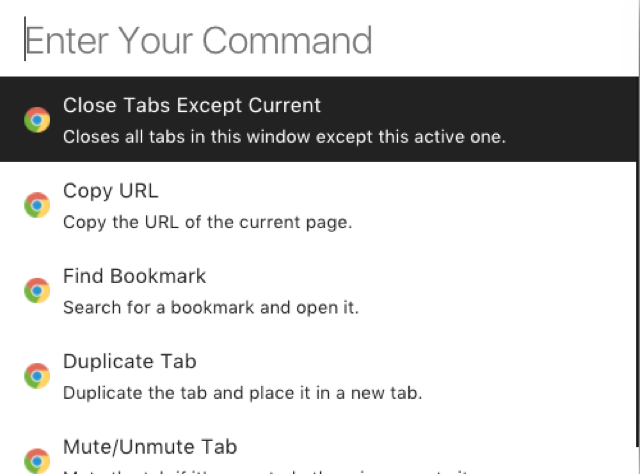 Enter Your Command
Close Tabs Except Current
Closes all tabs in this window except this active one.
Copy URL
Copy the URL of the current page.
Find Bookmark
Search for a bookmark and open it.
Duplicate Tab
Duplicate the tab and place it in a new tab.
Mute/Unmute Tab